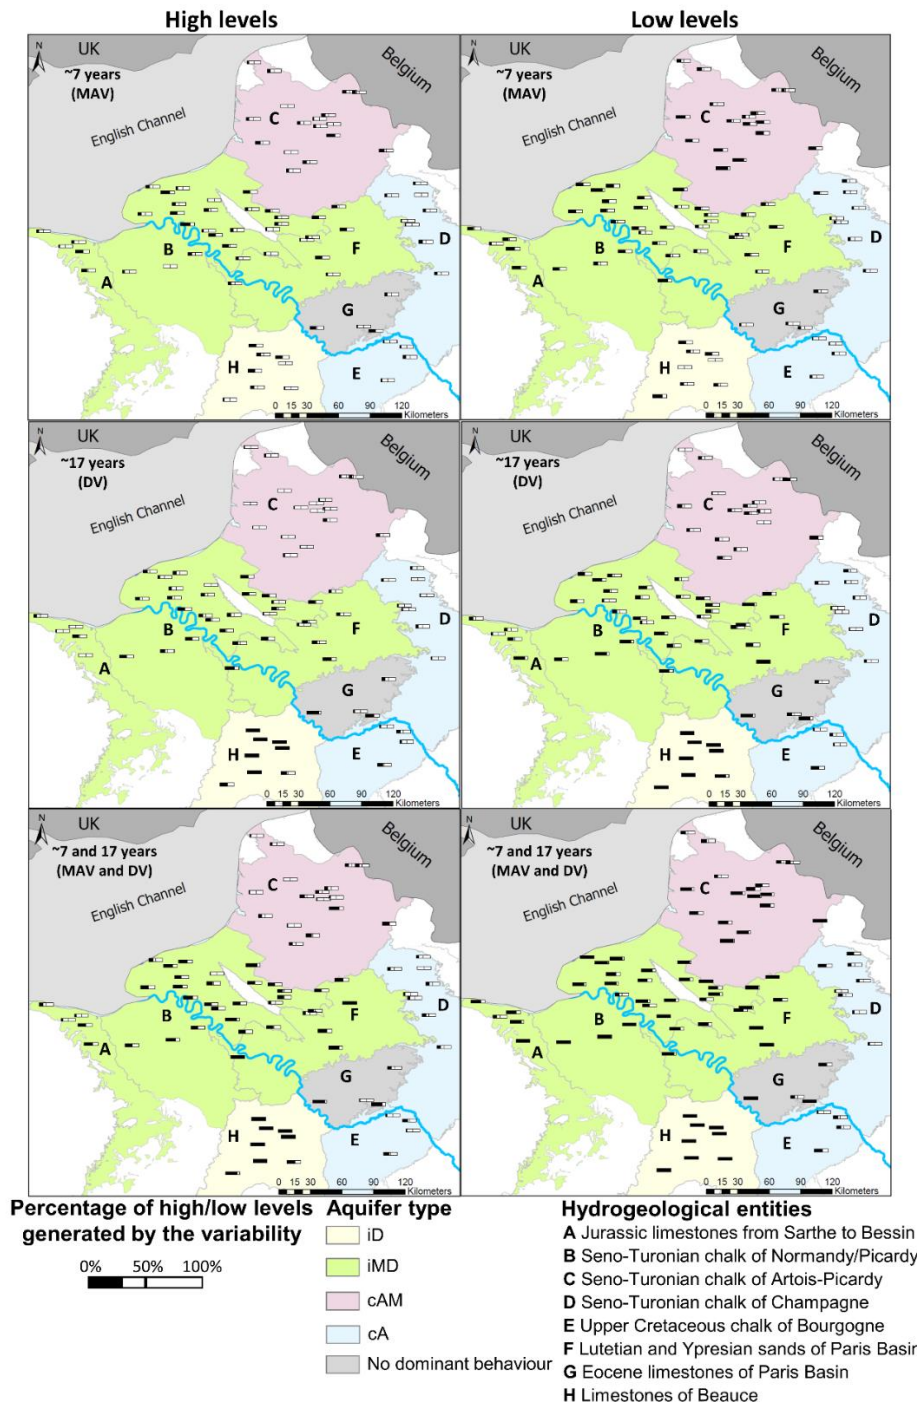 High levels
Low levels
N
UK
~7 years
(MAV)
English Channel
Belgium
A
B
C
D
E
F
G
H
0 15 30 60 90 120
Kilometers
N
UK
~7 years
(MAV)
English Channel
Belgium
A
B
C
D
E
F
G
H
0 15 30 60 90 120
Kilometers
N
UK
~17 years
(DV)
English Channel
Belgium
A
B
C
D
E
F
G
H
0 15 30 60 90 120
Kilometers
N
UK
~17 years
(DV)
English Channel
Belgium
A
B
C
D
E
F
G
H
0 15 30 60 90 120
Kilometers
N
UK
~7 and 17 years
(MAV and DV)
English Channel
Belgium
A
B
C
D
E
F
G
H
0 15 30 60 90 120
Kilometers
N
UK
~7 and 17 years
(MAV and DV)
English Channel
Belgium
A
B
C
D
E
F
G
H
0 15 30 60 90 120
Kilometers
Percentage of high/low levels
generated by the variability
0% 50% 100%
Aquifer type
iD
iMD
cAM
cA
No dominant behaviour
Hydrogeological entities
A Jurassic limestones from Sarthe to Bessin
B Seno-Turonian chalk of Normandy/Picardy
C Seno-Turonian chalk of Artois-Picardy
D Seno-Turonian chalk of Champagne
E Upper Cretaceous chalk of Bourgogne
F Lutetian and Ypresian sands of Paris Basin
G Eocene limestones of Paris Basin
H Limestones of Beauce